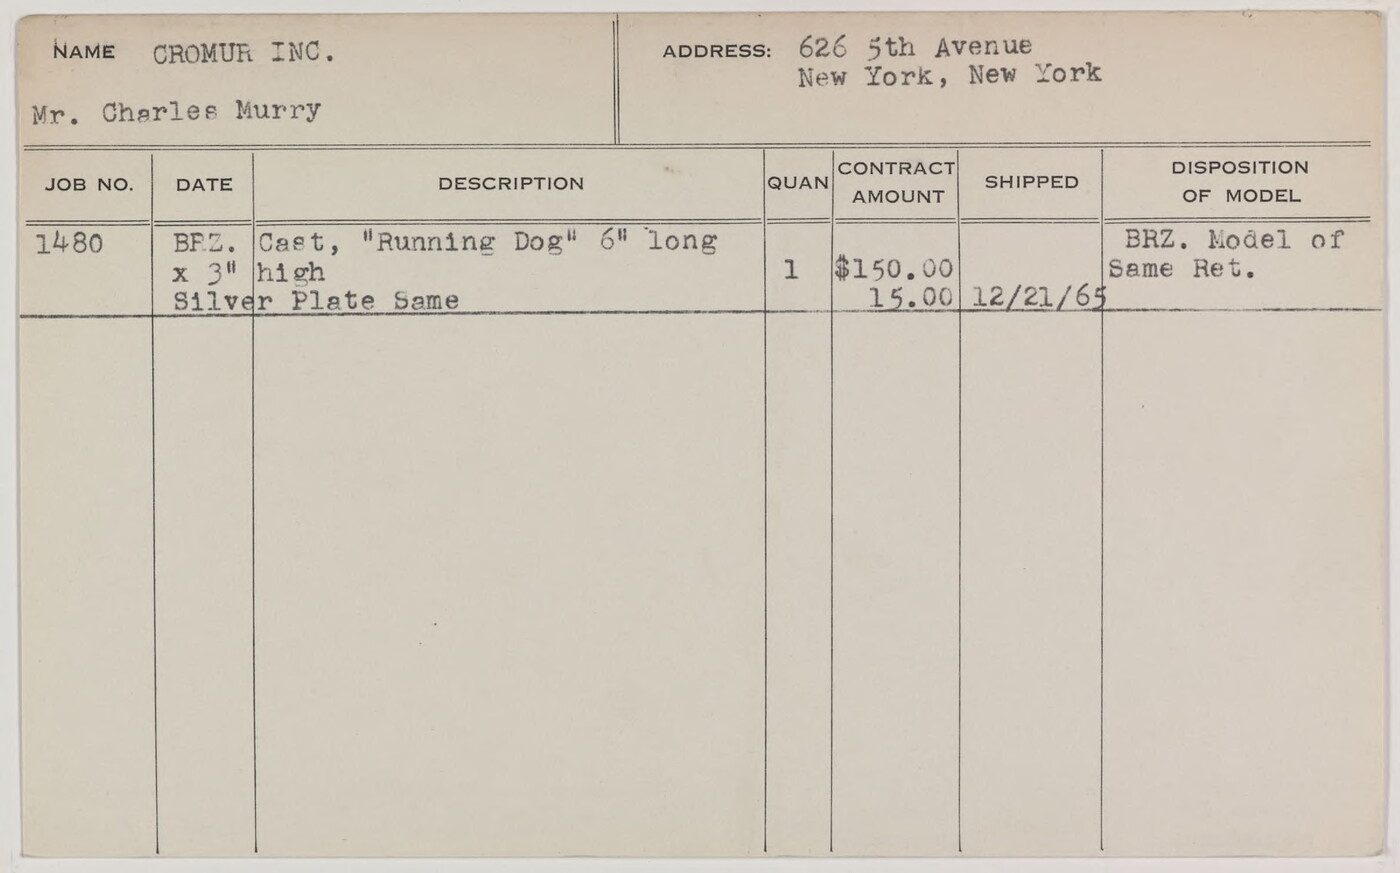 NAME CROMUR INC. ADDRESS: 626 5th Avenue
New York, New York
Mr. Charles Murry
JOB NO. DATE DESCRIPTION QUAN CONTRACT AMOUNT SHIPPED DISPOSITION OF MODEL
1480 BRZ. Cast, "Running Dog" 6" long BRZ. Model of
x 3" high 1 $150.00 Same Ret.
Silver Plate Same 15.00 12/21/65